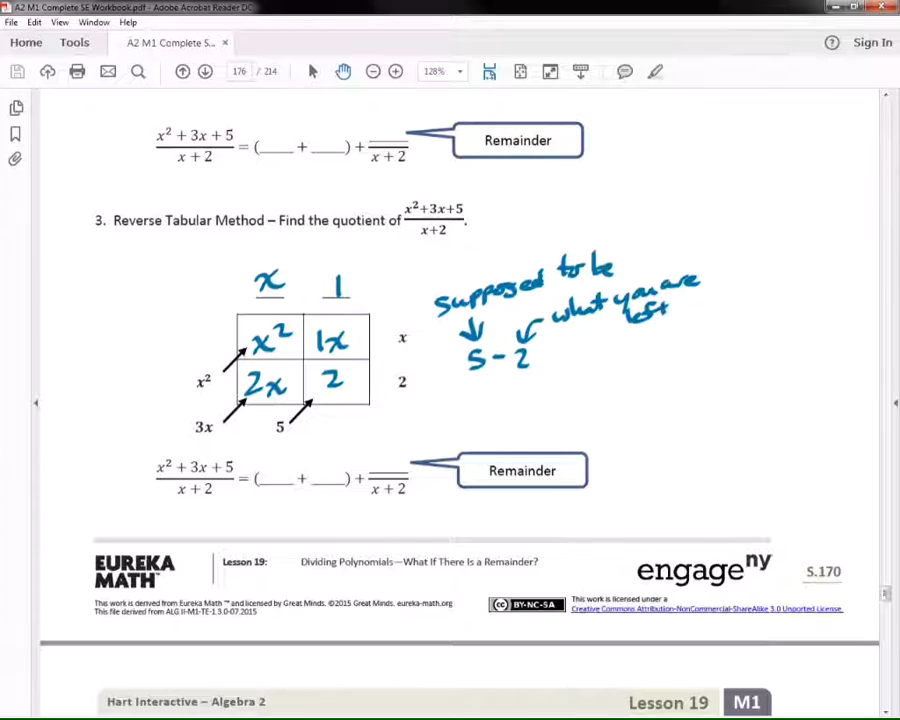 A2 M1 Complete SE Workbook.pdf - Adobe Acrobat Reader DC
File Edit View Window Help
Home Tools A2 M1 Complete S... × Sign In
176 / 214 128%
x² + 3x + 5 / x + 2 = (____ + ____) + ____ / x + 2
Remainder
3. Reverse Tabular Method – Find the quotient of x²+3x+5 / x+2.
x 1
supposed to be
what you are
left
x² 1x x
5 - 2
x² 2x 2 2
3x 5
x² + 3x + 5 / x + 2 = (____ + ____) + ____ / x + 2
Remainder
EUREKA MATH™
Lesson 19: Dividing Polynomials—What If There Is a Remainder?
engage ny
S.170
This work is derived from Eureka Math ™ and licensed by Great Minds. ©2015 Great Minds. eureka-math.org
This file derived from ALG II-M1-TE-1.3.0-07.2015
cc BY-NC-SA
This work is licensed under a
Creative Commons Attribution-NonCommercial-ShareAlike 3.0 Unported License.
Hart Interactive – Algebra 2
Lesson 19 M1